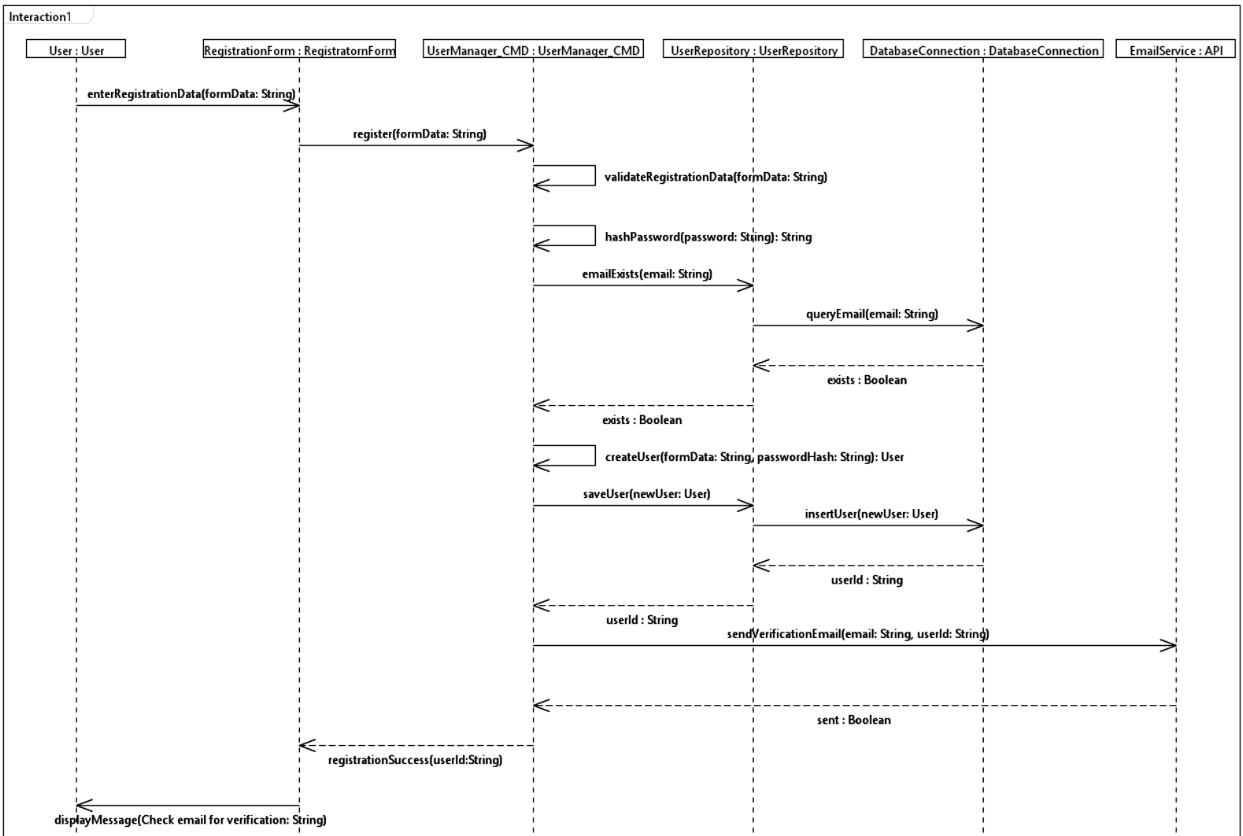 Interaction1
User : User
RegistrationForm : RegistratornForm
UserManager_CMD : UserManager_CMD
UserRepository : UserRepository
DatabaseConnection : DatabaseConnection
EmailService : API
enterRegistrationData(formData: String)
register(formData: String)
validateRegistrationData(formData: String)
hashPassword(password: String): String
emailExists(email: String)
queryEmail(email: String)
exists : Boolean
exists : Boolean
createUser(formData: String, passwordHash: String): User
saveUser(newUser: User)
insertUser(newUser: User)
userId : String
userId : String
sendVerificationEmail(email: String, userId: String)
sent : Boolean
registrationSuccess(userId:String)
displayMessage(Check email for verification: String)